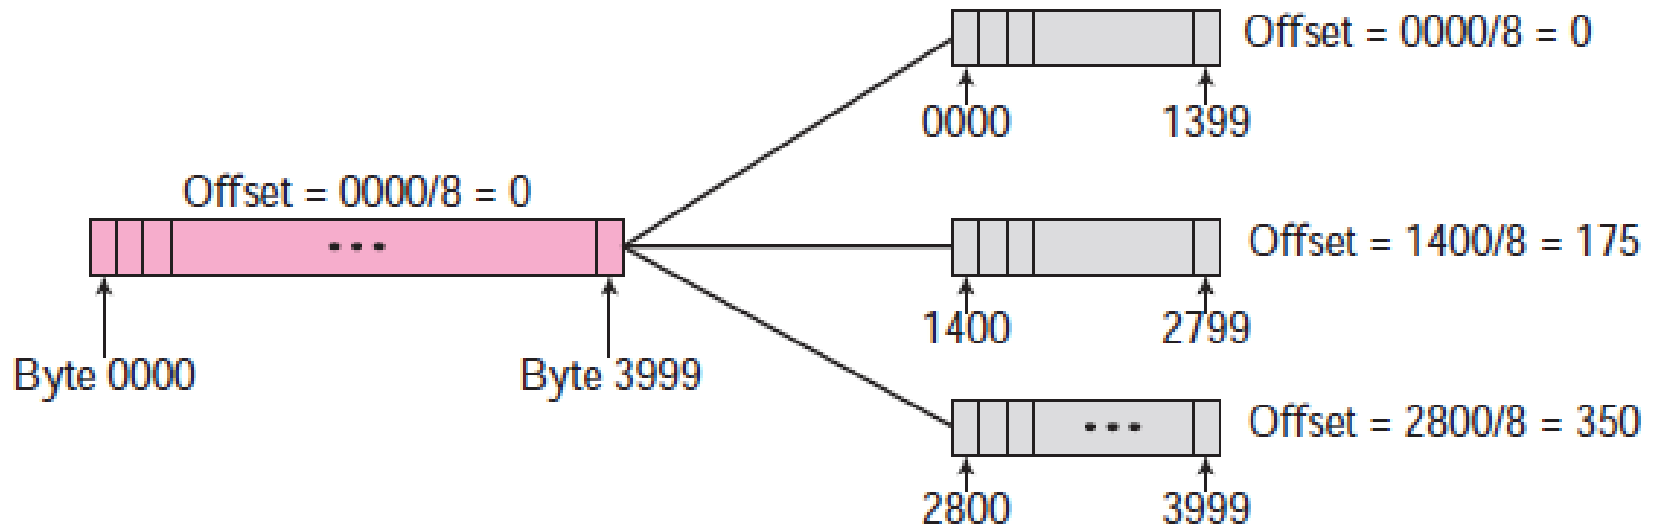 Offset = 0000/8 = 0
0000 1399
Offset = 0000/8 = 0
Byte 0000 Byte 3999
Offset = 1400/8 = 175
1400 2799
Offset = 2800/8 = 350
2800 3999